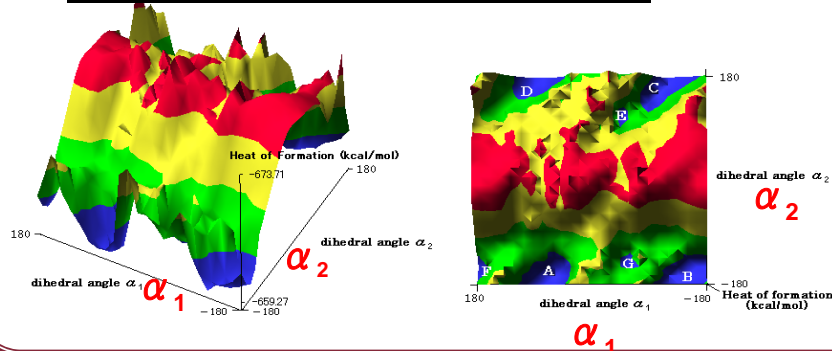 Heat of Formation (kcal/mol)
-673.71
180
180
dihedral angle α2
α2
dihedral angle α1
α1
-659.27
-180
-180
D
C
E
F
A
G
B
180
dihedral angle α2
α2
-180
180
-180
dihedral angle α1
Heat of formation
(kcal/mol)
α1